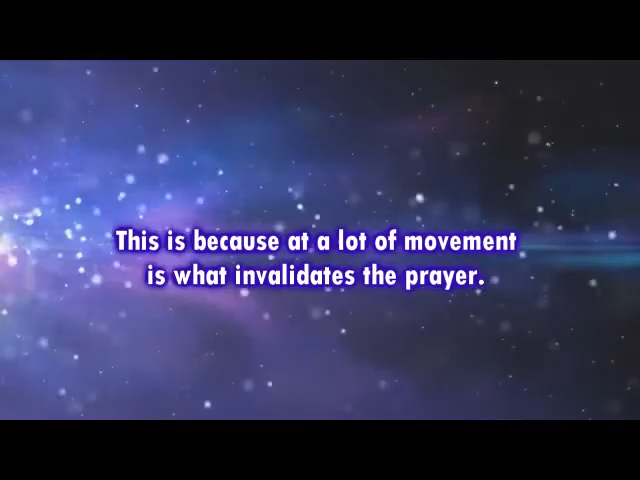 This is because at a lot of movement
is what invalidates the prayer.